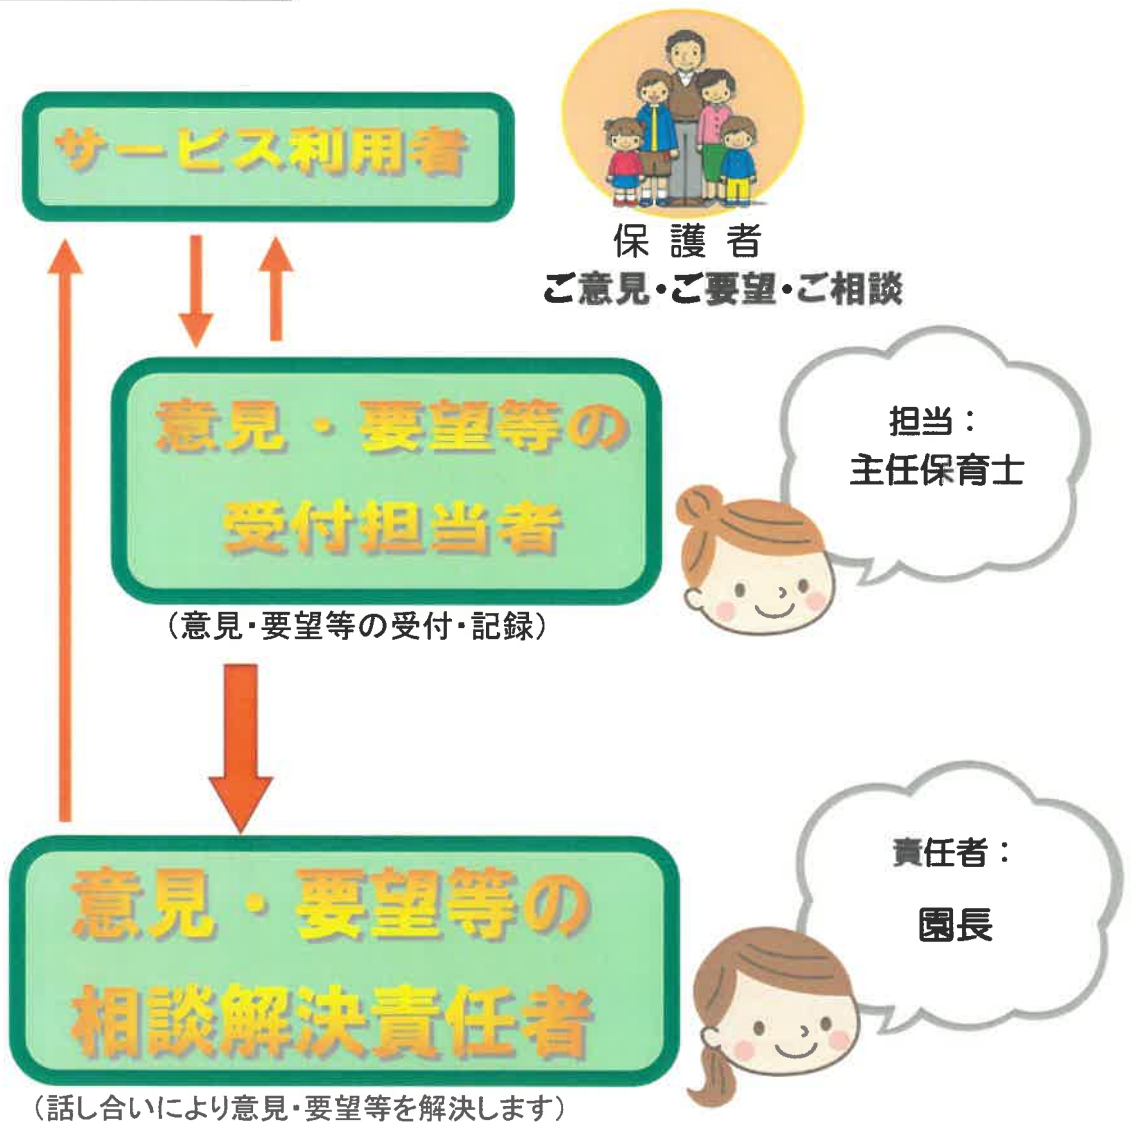 サービス利用者
保護者
ご意見・ご要望・ご相談
意見・要望等の
受付担当者
担当：
主任保育士
（意見・要望等の受付・記録）
意見・要望等の
相談解決責任者
責任者：
園長
（話し合いにより意見・要望等を解決します）